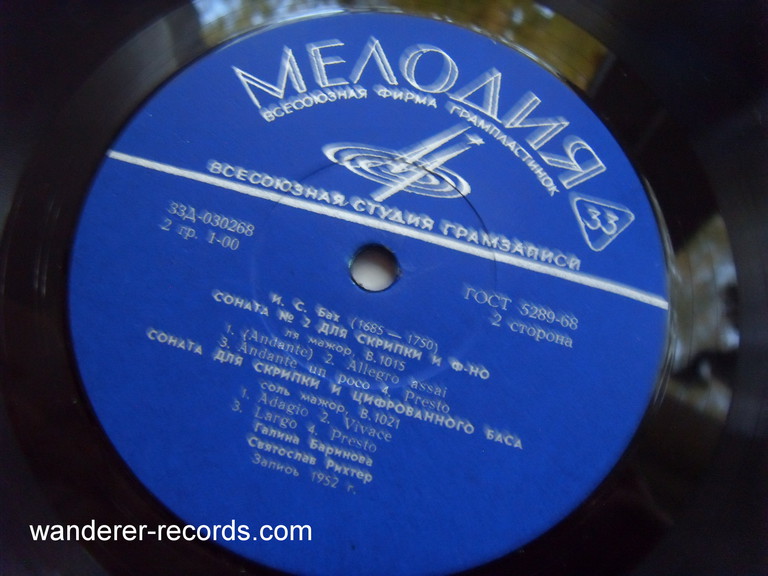 МЕЛОДИЯ
ВСЕСОЮЗНАЯ ФИРМА ГРАМПЛАСТИНОК
33
ВСЕСОЮЗНАЯ СТУДИЯ ГРАМЗАПИСИ
33Д-030268
2 гр. 1-00
ГОСТ 5289-68
2 сторона
И. С. Бах (1685 — 1750)
СОНАТА № 2 ДЛЯ СКРИПКИ И Ф-НО
ля мажор, B.1015
1. (Andante) 2. Allegro assai
3. Andante un poco 4. Presto
СОНАТА ДЛЯ СКРИПКИ И ЦИФРОВАННОГО БАСА
соль мажор, B.1021
1. Adagio 2. Vivace
3. Largo 4. Presto
Галина Баринова
Святослав Рихтер
Запись 1952 г.
wanderer-records.com